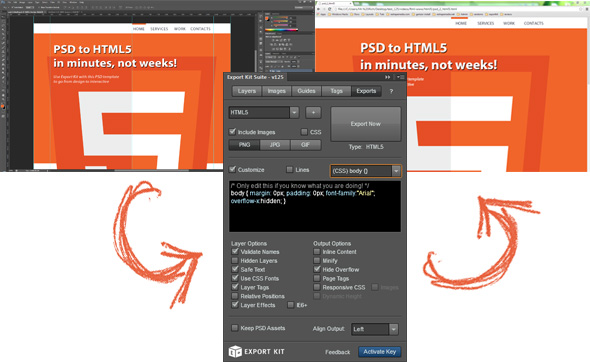 HOME SERVICES WORK CONTACTS
PSD to HTML5
in minutes, not weeks!
Use Export Kit with this PSD template
to go from design to interactive
HOME SERVICES WORK CONTACTS
PSD to HTML5
in minutes, not weeks!
Export Kit Suite - v1.25
Layers Images Guides Tags Exports ?
HTML5 +
Export Now
Include Images CSS
PNG JPG GIF
Type HTML5
Customize Lines (CSS) body {}
/* Only edit this if you know what you are doing! */
body { margin: 0px; padding: 0px; font-family:"Arial";
overflow-x:hidden; }
Layer Options Output Options
Validate Names Inline Content
Hidden Layers Minify
Safe Text Hide Overflow
Use CSS Fonts Page Tags
Layer Tags Responsive CSS Images
Relative Positions Dynamic Height
Layer Effects IE6+
Keep PSD Assets Align Output Left
EXPORT KIT Feedback Activate Key